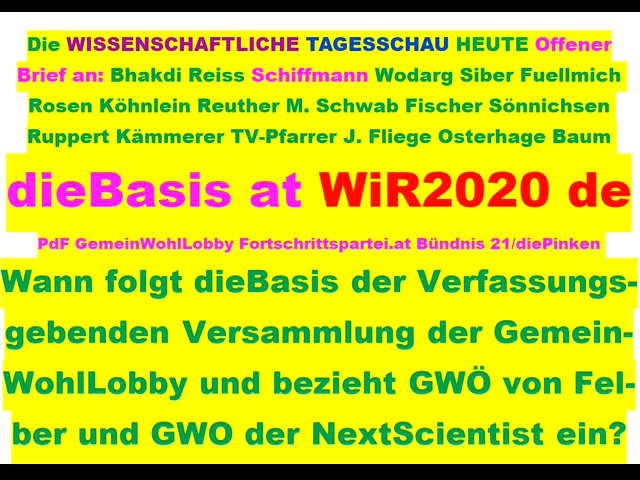 Die WISSENSCHAFTLICHE TAGESSCHAU HEUTE Offener
Brief an: Bhakdi Reiss Schiffmann Wodarg Siber Fuellmich
Rosen Köhnlein Reuther M. Schwab Fischer Sönnichsen
Ruppert Kämmerer TV-Pfarrer J. Fliege Osterhage Baum
dieBasis at WiR2020 de
PdF GemeinWohlLobby Fortschrittspartei.at Bündnis 21/diePinken
Wann folgt dieBasis der Verfassungs-
gebenden Versammlung der Gemein-
WohlLobby und bezieht GWÖ von Fel-
ber und GWO der NextScientist ein?